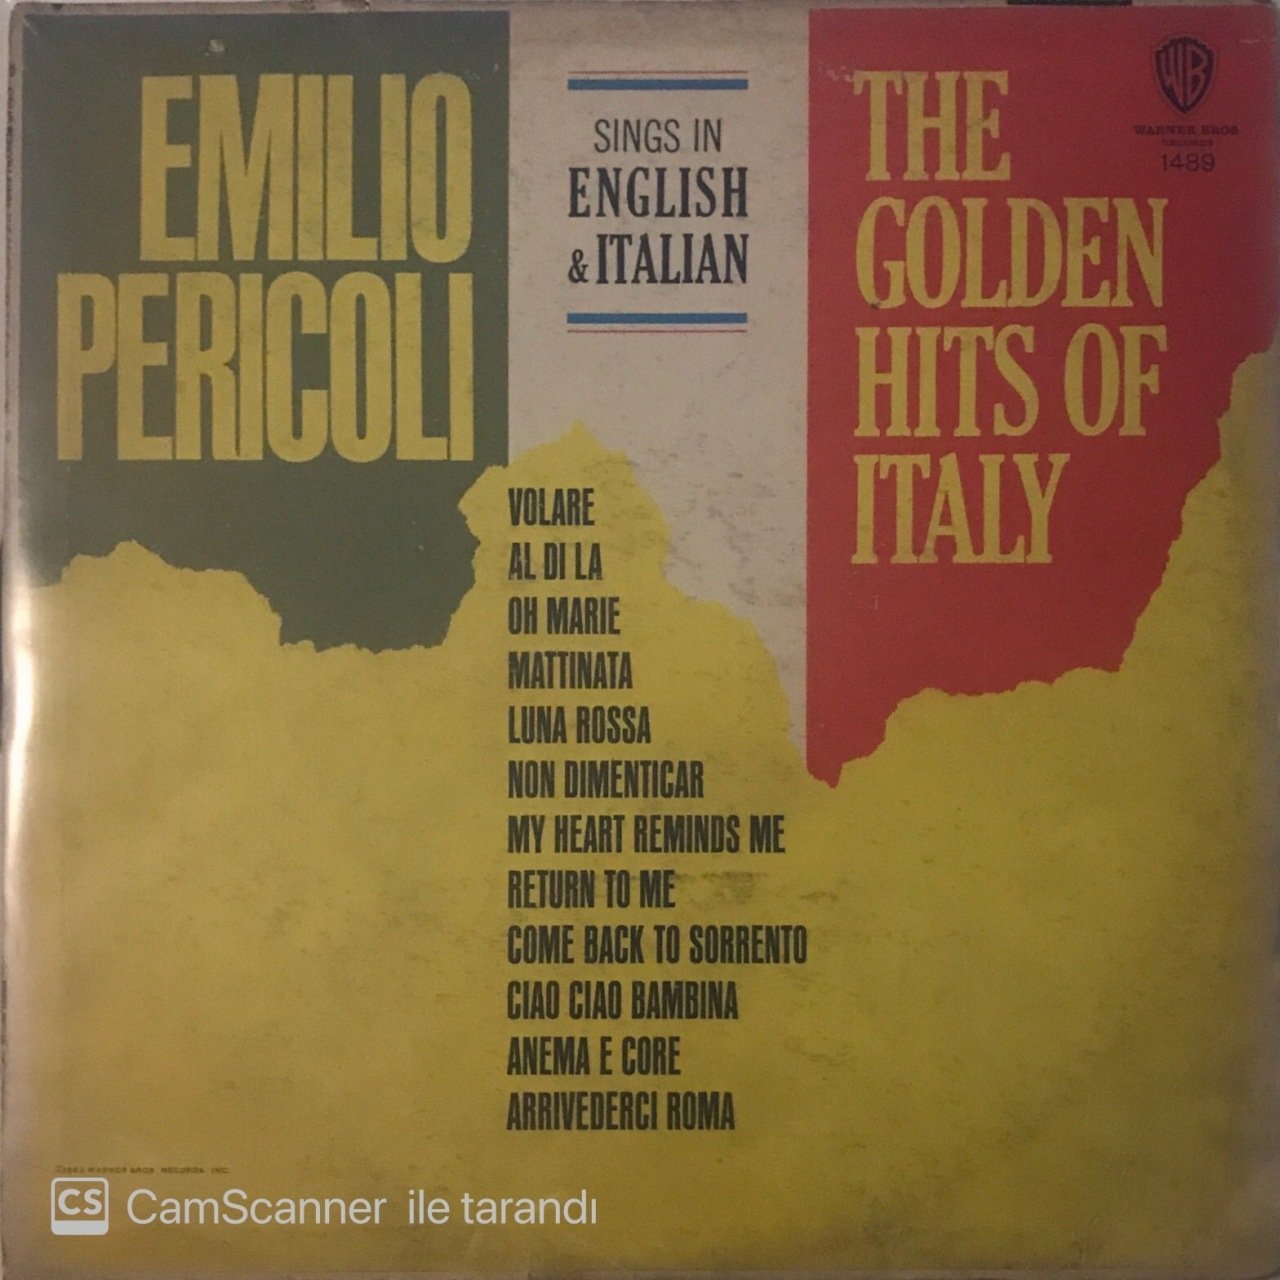 EMILIO
PERICOLI
SINGS IN
ENGLISH
& ITALIAN
THE
GOLDEN
HITS OF
ITALY
WB
WARNER BROS
RECORDS
1489
VOLARE
AL DI LA
OH MARIE
MATTINATA
LUNA ROSSA
NON DIMENTICAR
MY HEART REMINDS ME
RETURN TO ME
COME BACK TO SORRENTO
CIAO CIAO BAMBINA
ANEMA E CORE
ARRIVEDERCI ROMA
WARNER BROS RECORDS INC.
CS CamScanner ile tarandı